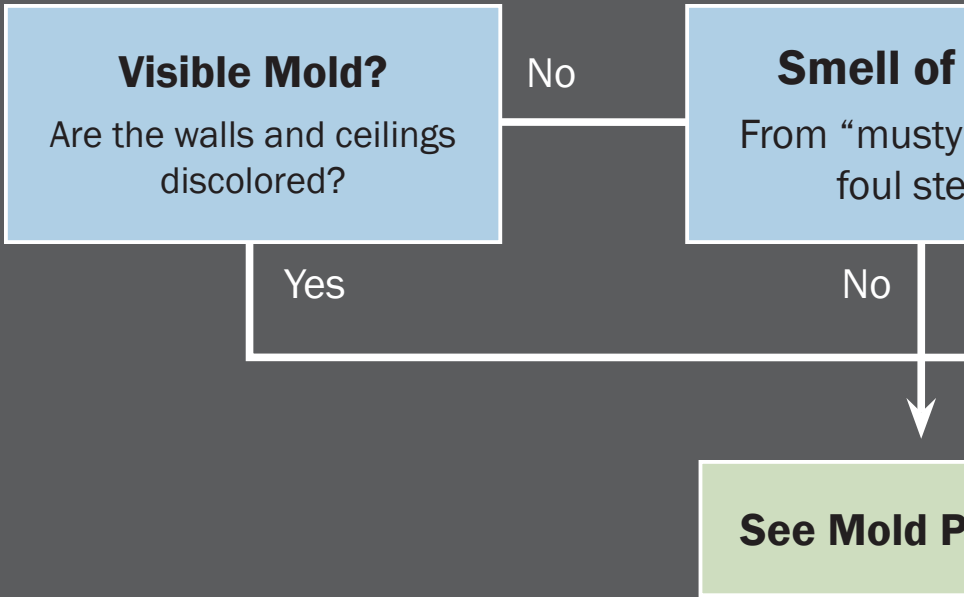 Visible Mold?
Are the walls and ceilings
discolored?
No
Smell of
From “musty
foul ste
Yes
No
See Mold P